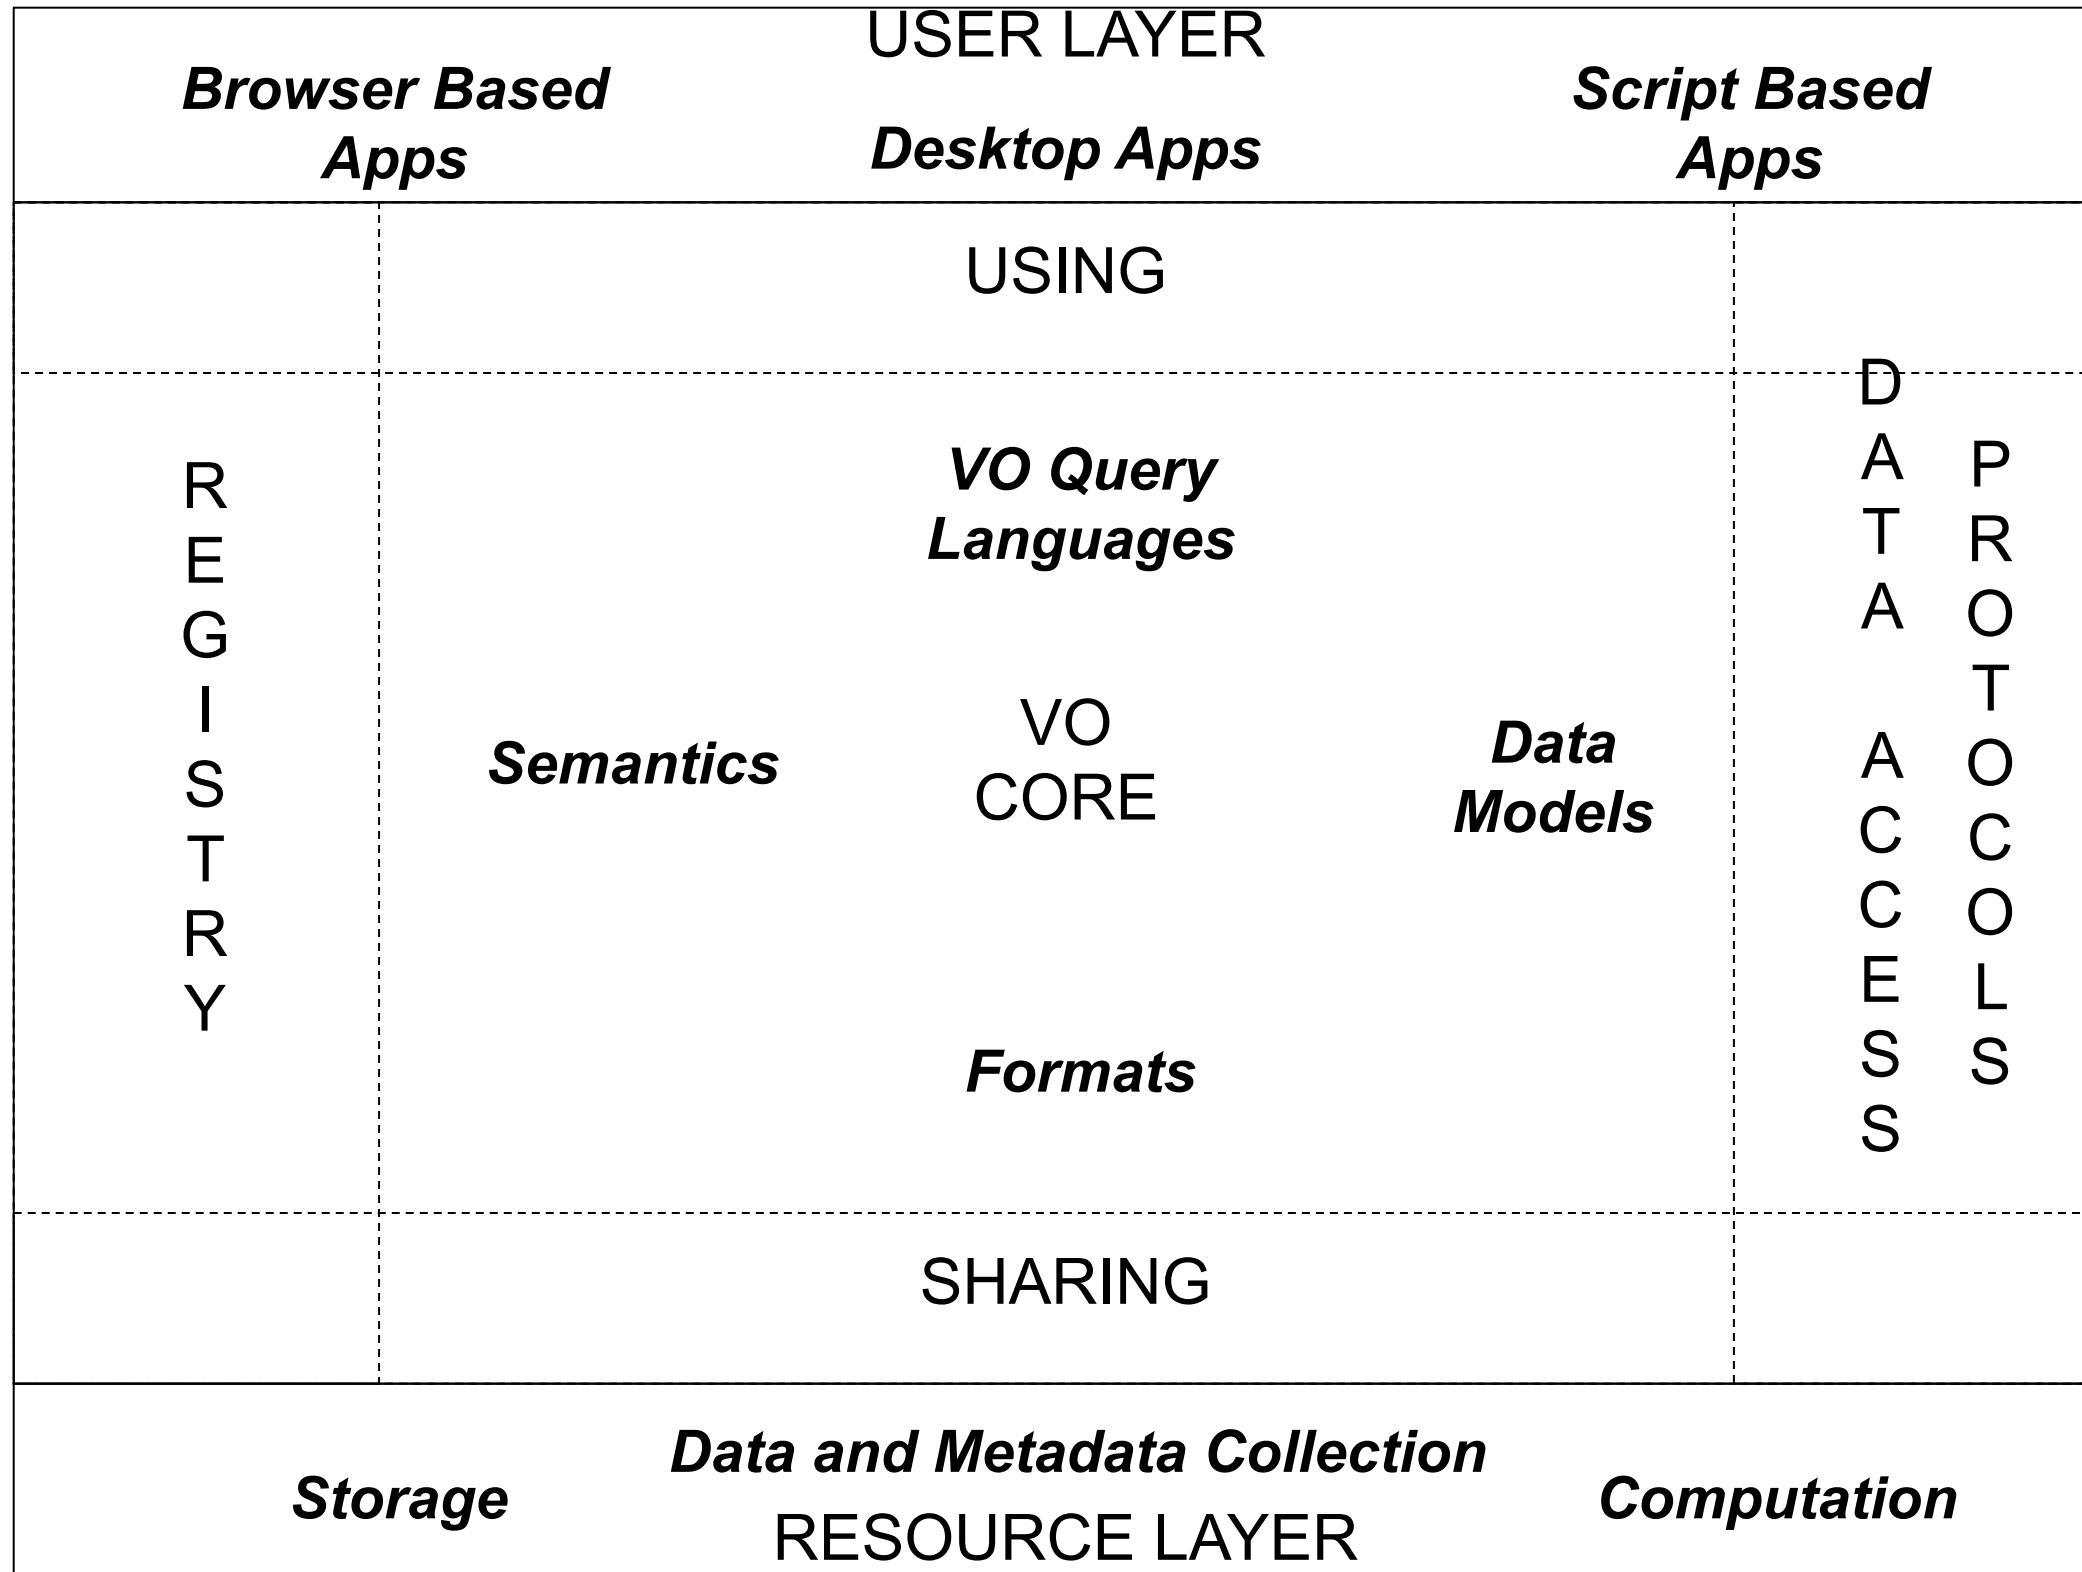 USER LAYER
Browser Based
Apps
Desktop Apps
Script Based
Apps
USING
REGISTRY
VO Query
Languages
Semantics
VO
CORE
Data
Models
Formats
DATA ACCESS
PROTOCOLS
SHARING
Storage
Data and Metadata Collection
Computation
RESOURCE LAYER